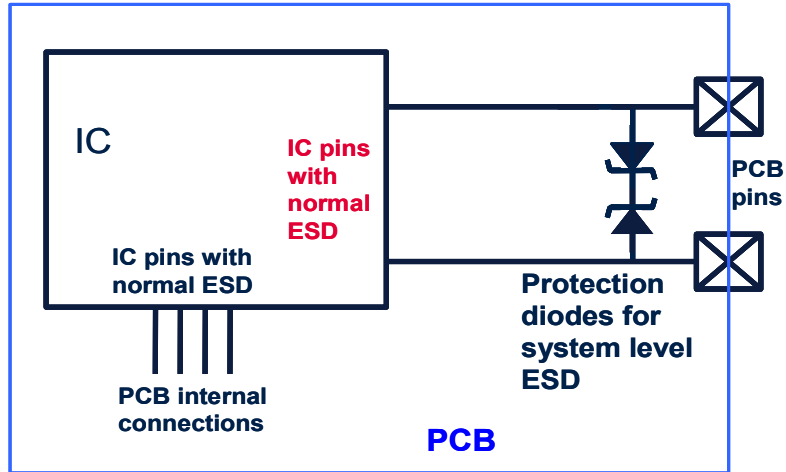 IC
IC pins
with
normal
ESD
IC pins with
normal ESD
PCB
pins
Protection
diodes for
system level
ESD
PCB internal
connections
PCB